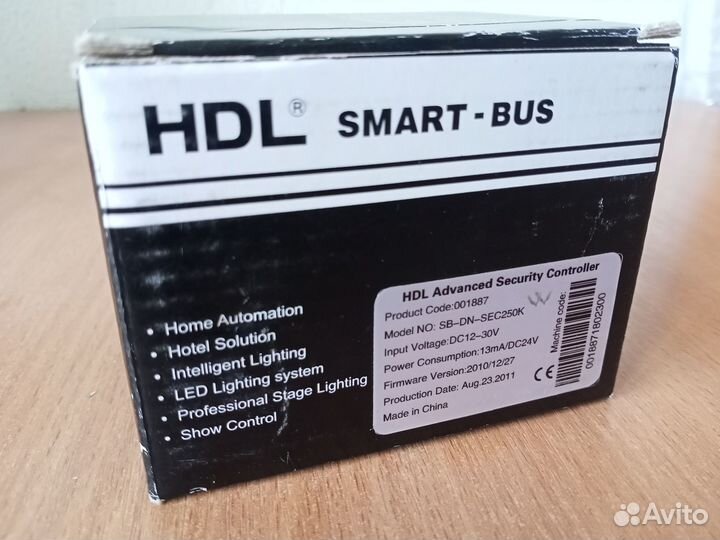 HDL® SMART-BUS
• Home Automation
• Hotel Solution
• Intelligent Lighting
• LED Lighting system
• Professional Stage Lighting
• Show Control
HDL Advanced Security Controller
Product Code:001887
Model NO: SB-DN-SEC250K
Input Voltage:DC12-30V
Power Consumption:13mA/DC24V
Firmware Version:2010/12/27
Production Date: Aug.23.2011
Made in China
CE
Machine code:
0018871802300
Avito